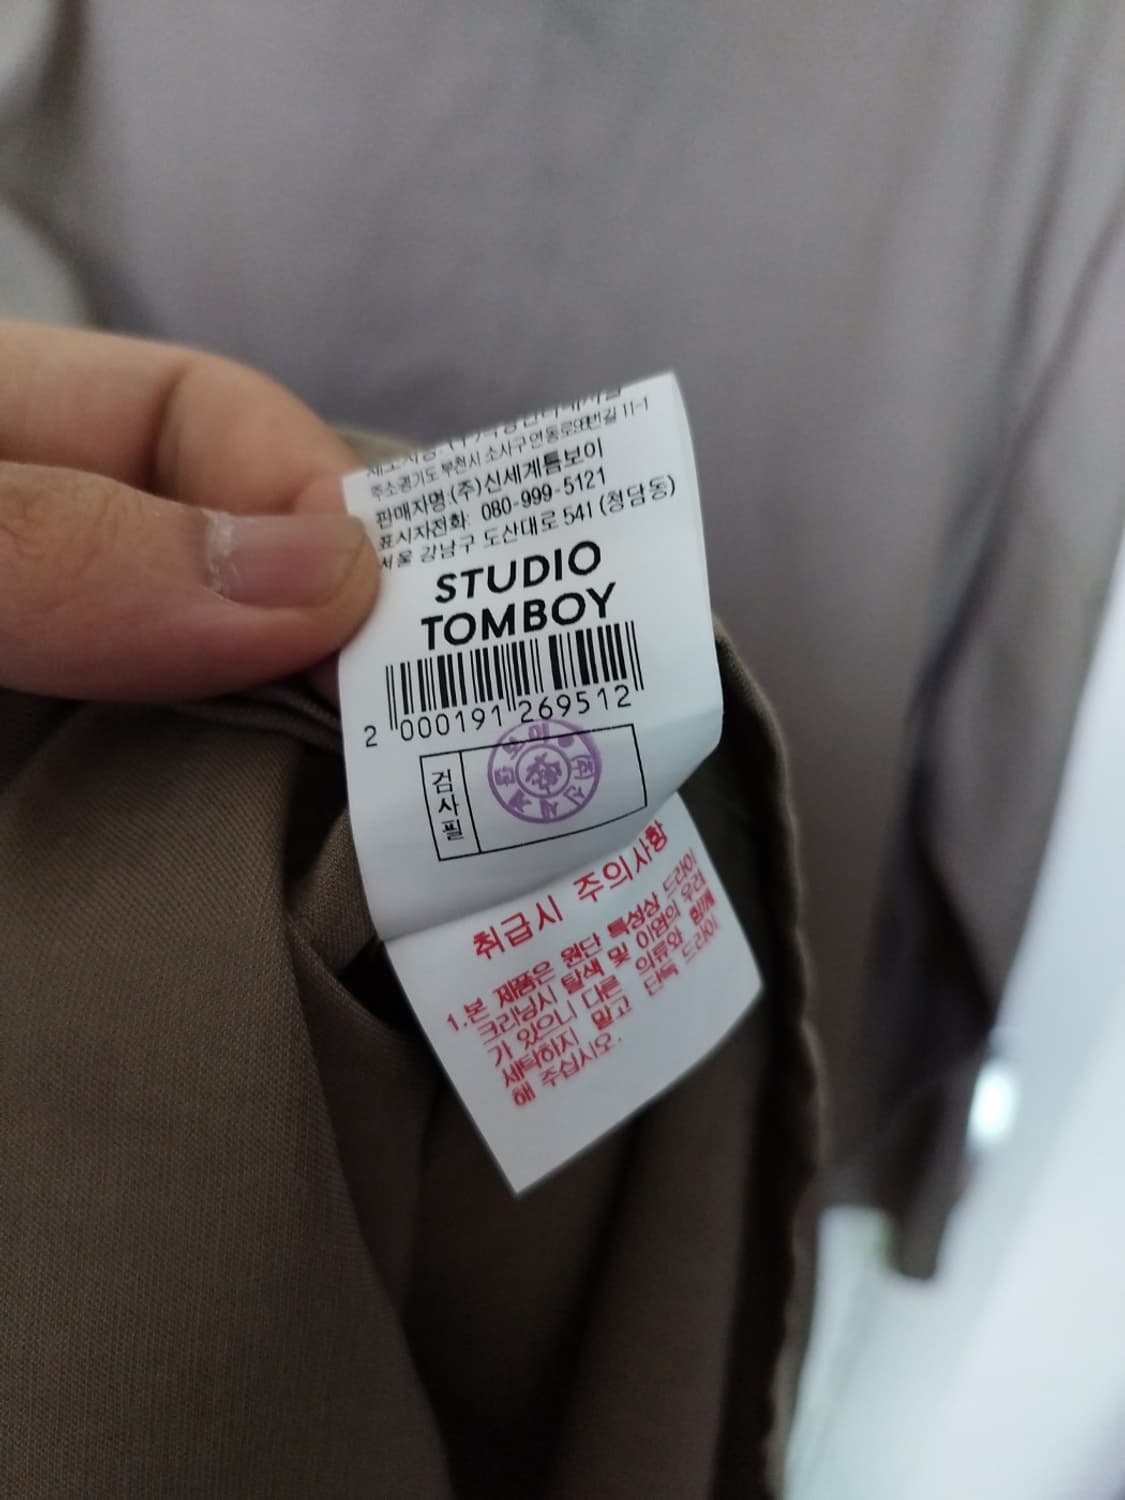 주소:경기도 부천시 소사구 연동로 번길 11-1
판매자명:(주)신세계톰보이
표시자전화: 080-999-5121
서울 강남구 도산대로 541 (청담동)
STUDIO
TOMBOY
2 000191 269512
검사필
취급시 주의사항
1.본 제품은 원단 특성상 드라이
크리닝시 탈색 및 이염의 우려
가 있으니 다른 의류와 함께
세탁하지 말고 단독 드라이
해 주십시오.